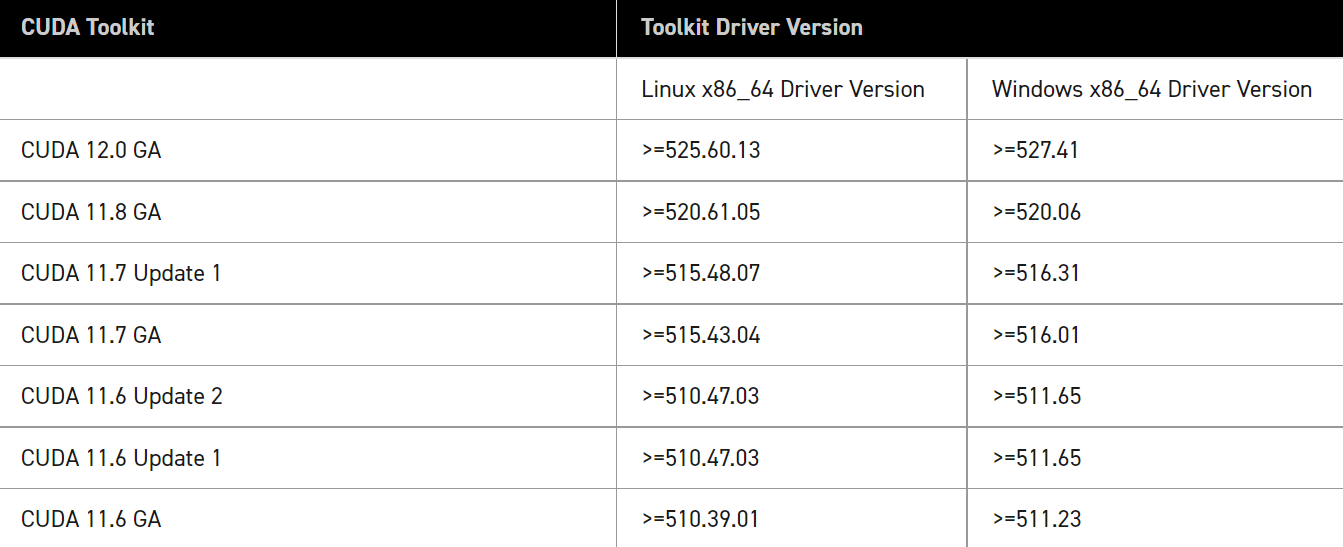 CUDA Toolkit Toolkit Driver Version
Linux x86_64 Driver Version Windows x86_64 Driver Version
CUDA 12.0 GA >=525.60.13 >=527.41
CUDA 11.8 GA >=520.61.05 >=520.06
CUDA 11.7 Update 1 >=515.48.07 >=516.31
CUDA 11.7 GA >=515.43.04 >=516.01
CUDA 11.6 Update 2 >=510.47.03 >=511.65
CUDA 11.6 Update 1 >=510.47.03 >=511.65
CUDA 11.6 GA >=510.39.01 >=511.23